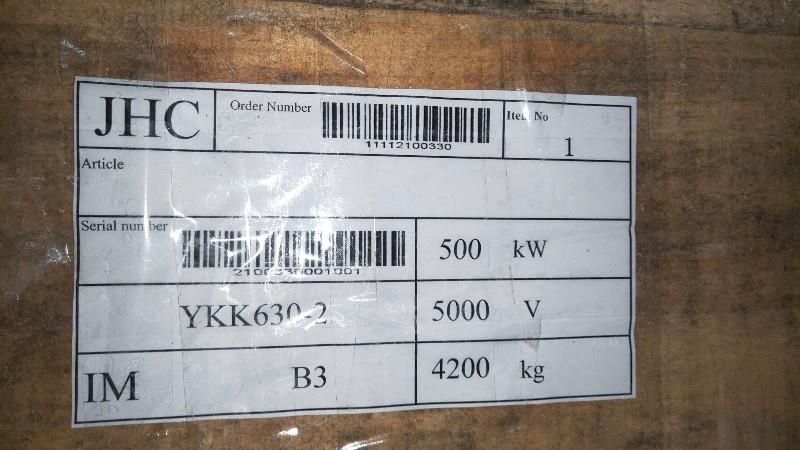 JHC
Order Number
11112100330
Item No
1
Article
Serial number
500 kW
YKK630-2
5000 V
IM B3
4200 kg